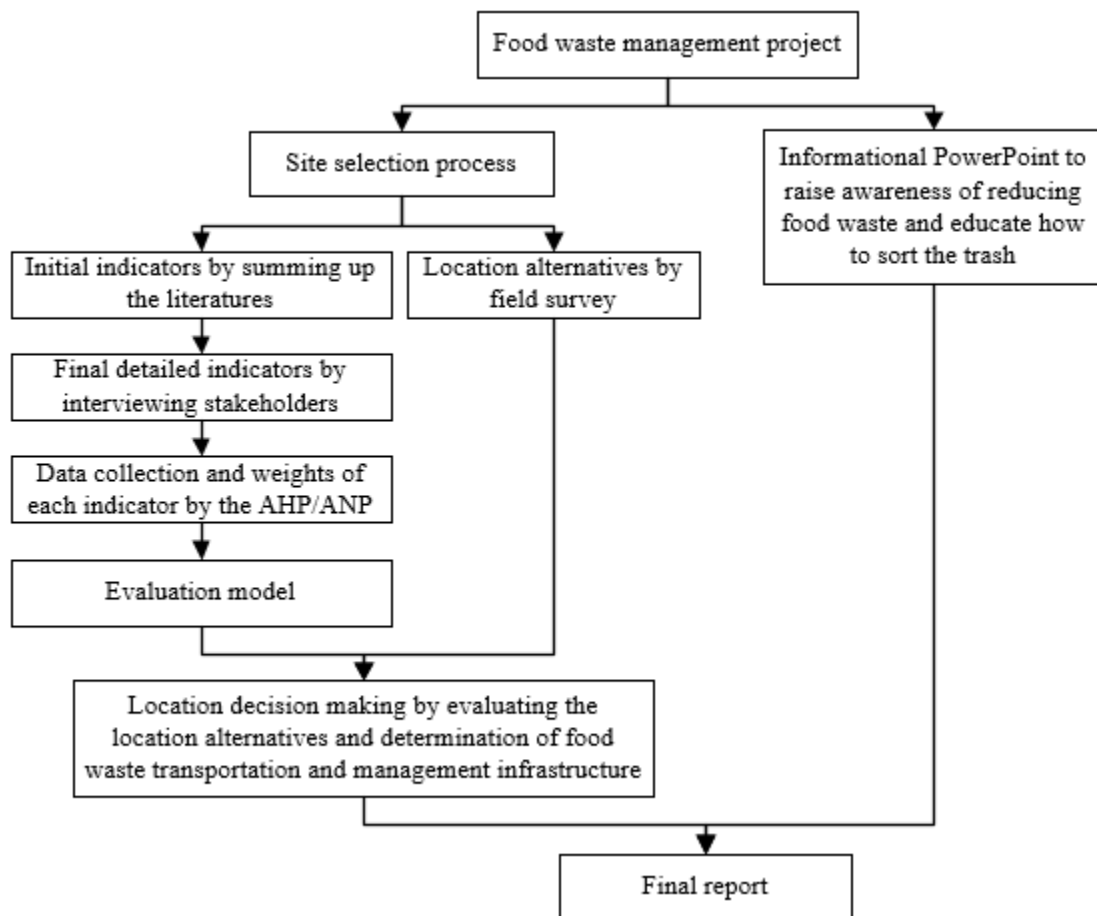 Food waste management project
Site selection process
Informational PowerPoint to
raise awareness of reducing
food waste and educate how
to sort the trash
Initial indicators by summing up
the literatures
Location alternatives by
field survey
Final detailed indicators by
interviewing stakeholders
Data collection and weights of
each indicator by the AHP/ANP
Evaluation model
Location decision making by evaluating the
location alternatives and determination of food
waste transportation and management infrastructure
Final report